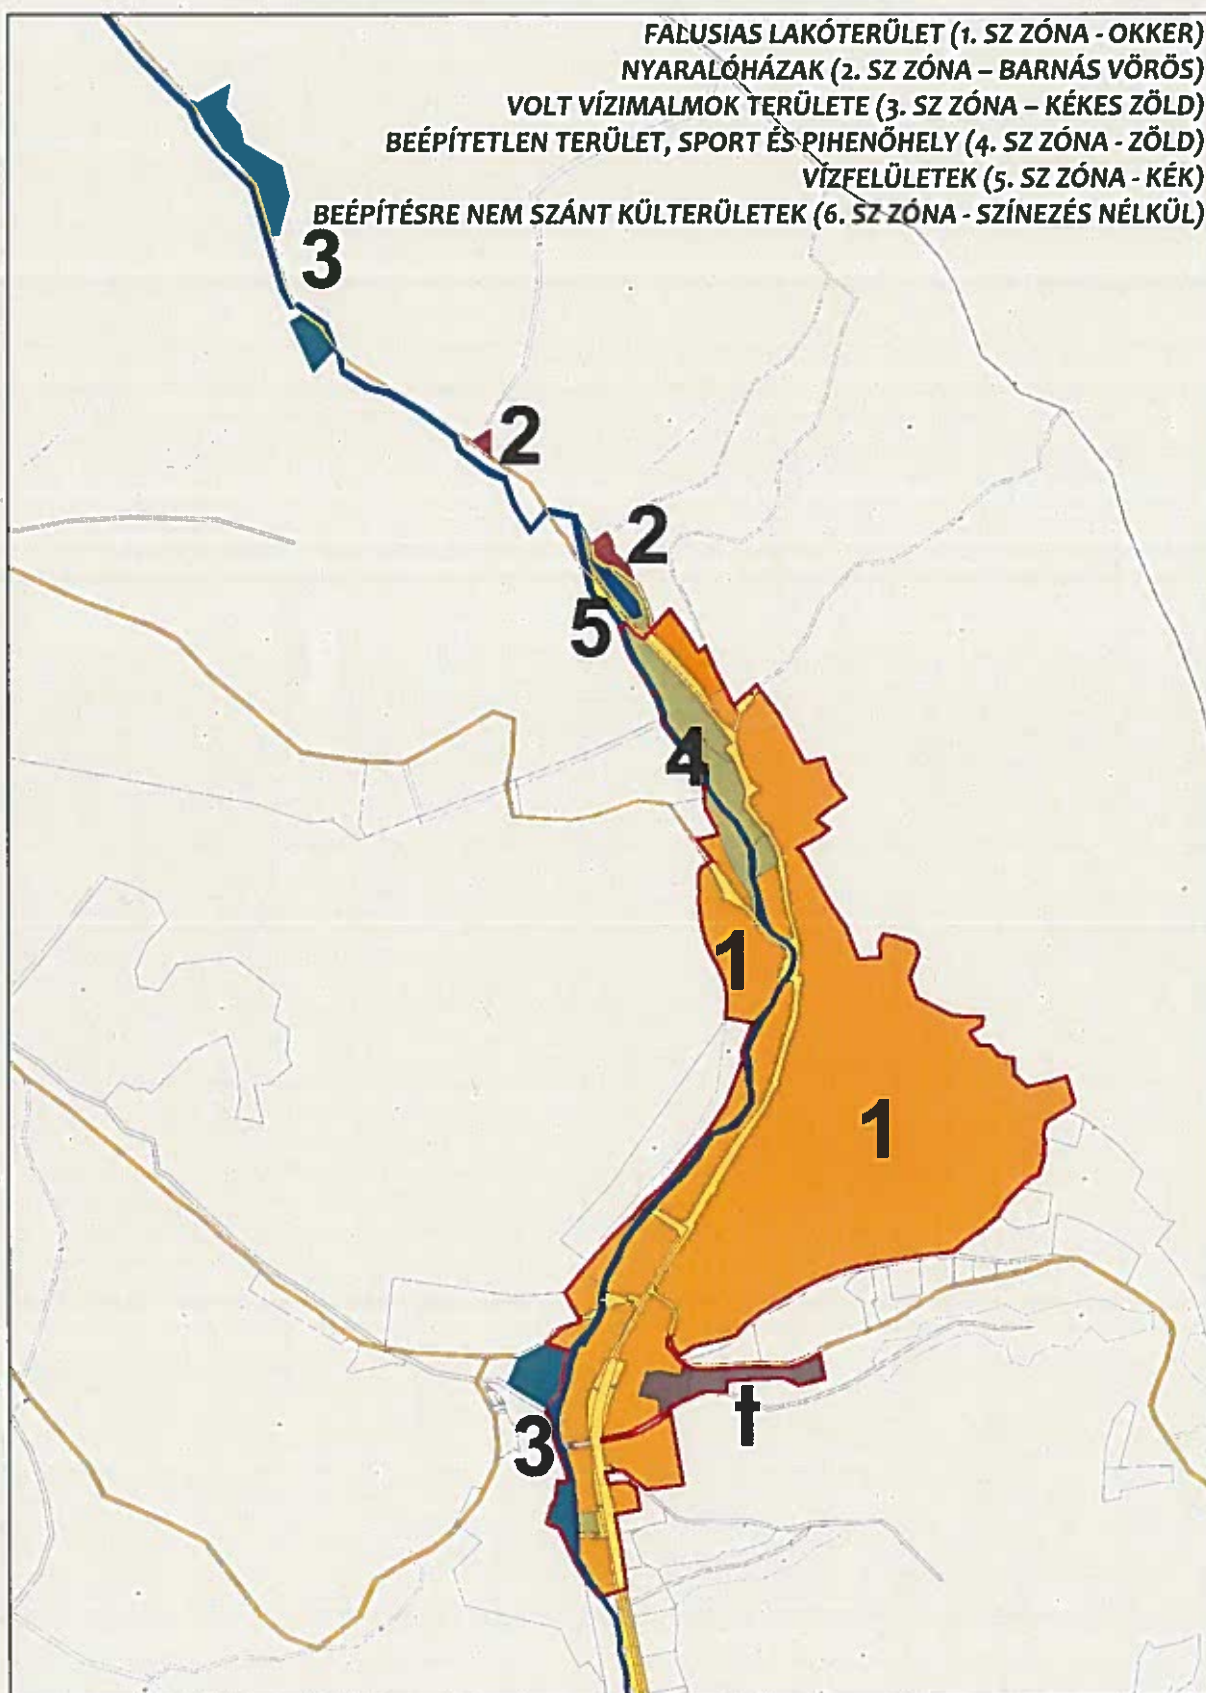 FALUSIAS LAKÓTERÜLET (1. SZ ZÓNA - OKKER)
NYARALÓHÁZAK (2. SZ ZÓNA – BARNÁS VÖRÖS)
VOLT VÍZIMALMOK TERÜLETE (3. SZ ZÓNA – KÉKES ZÖLD)
BEÉPÍTETLEN TERÜLET, SPORT ÉS PIHENŐHELY (4. SZ ZÓNA - ZÖLD)
VÍZFELÜLETEK (5. SZ ZÓNA - KÉK)
BEÉPÍTÉSRE NEM SZÁNT KÜLTERÜLETEK (6. SZ ZÓNA - SZÍNEZÉS NÉLKÜL)
3
2
2
5
4
1
1
†
3